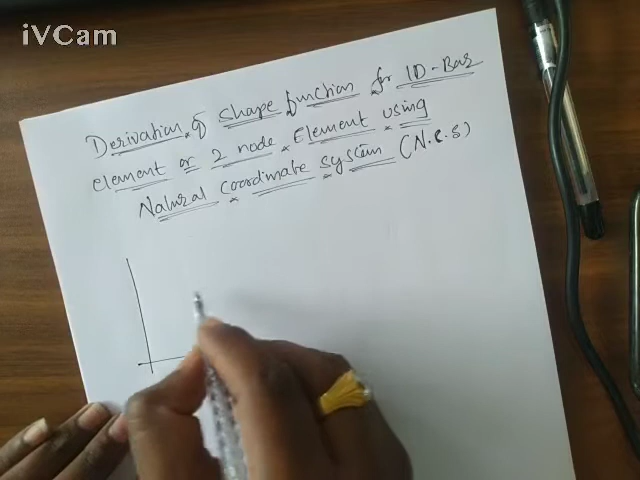 iVCam
Derivation of Shape function for 1D-Bar
element or 2 node Element using
Natural Coordinate system (N.C.S)